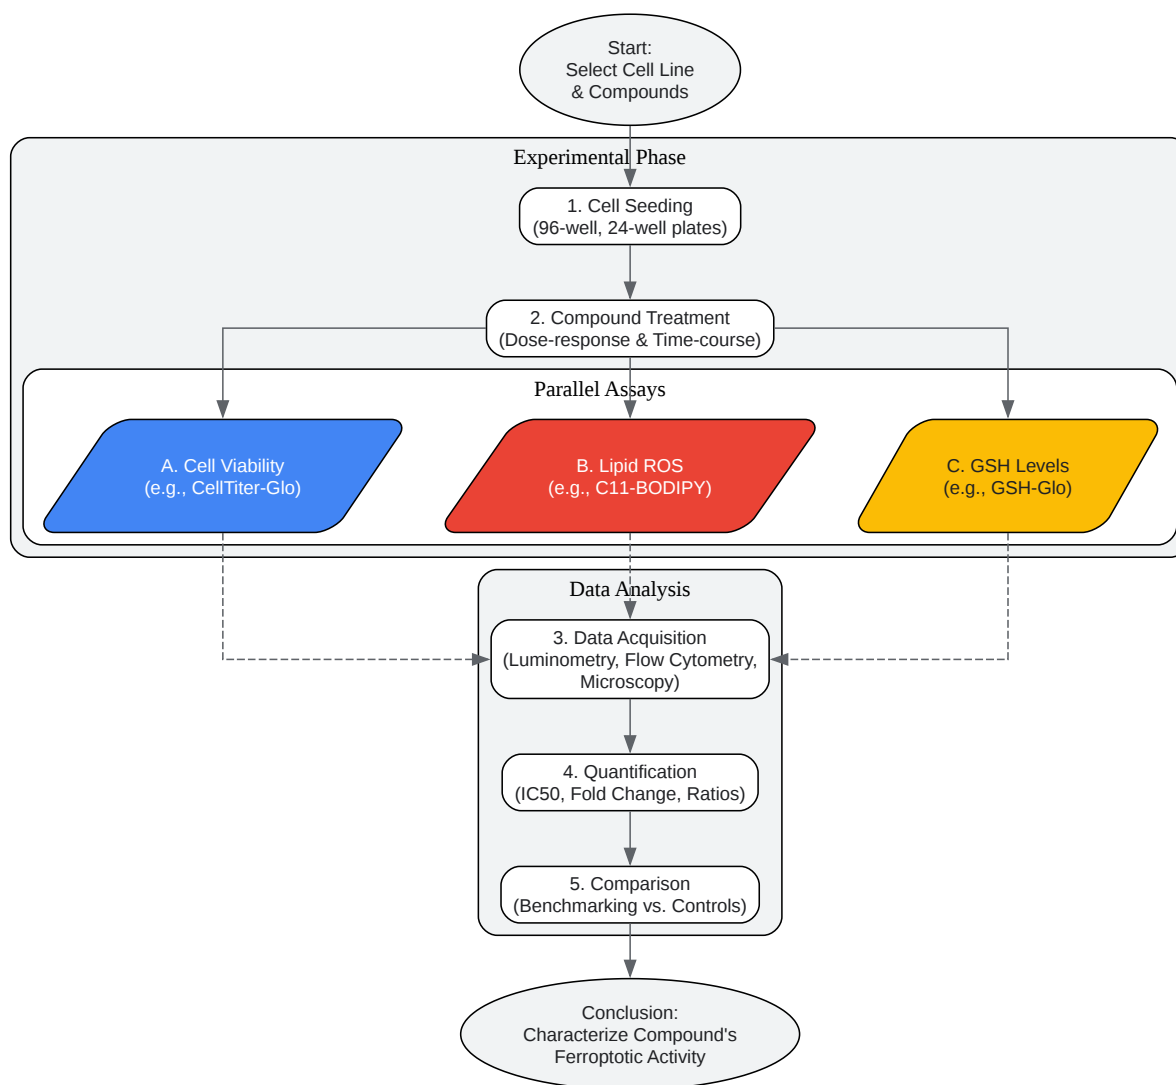 Start:
Select Cell Line
& Compounds
Experimental Phase
1. Cell Seeding
(96-well, 24-well plates)
2. Compound Treatment
(Dose-response & Time-course)
Parallel Assays
A. Cell Viability
(e.g., CellTiter-Glo)
B. Lipid ROS
(e.g., C11-BODIPY)
C. GSH Levels
(e.g., GSH-Glo)
Data Analysis
3. Data Acquisition
(Luminometry, Flow Cytometry,
Microscopy)
4. Quantification
(IC50, Fold Change, Ratios)
5. Comparison
(Benchmarking vs. Controls)
Conclusion:
Characterize Compound's
Ferroptotic Activity